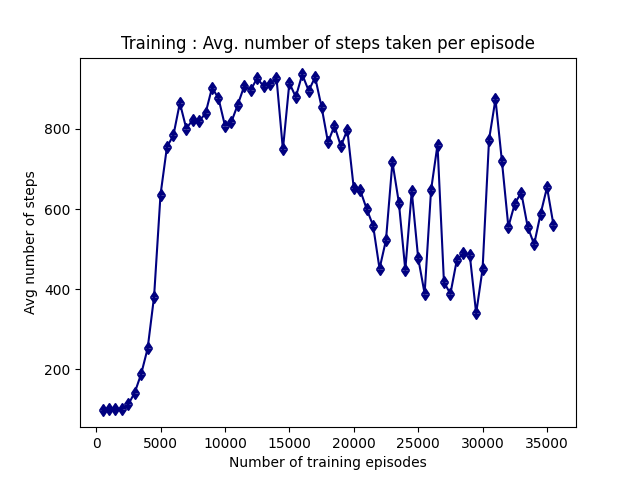 Training : Avg. number of steps taken per episode
Avg number of steps
800
600
400
200
0 5000 10000 15000 20000 25000 30000 35000
Number of training episodes